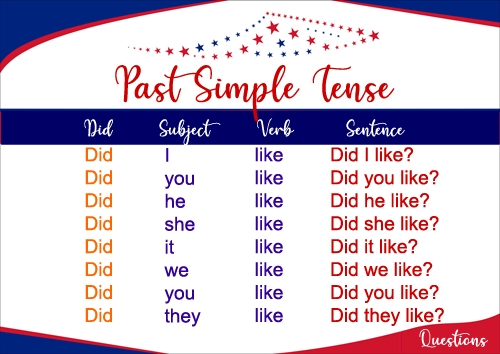 Past Simple Tense
Did Subject Verb Sentence
Did I like Did I like?
Did you like Did you like?
Did he like Did he like?
Did she like Did she like?
Did it like Did it like?
Did we like Did we like?
Did you like Did you like?
Did they like Did they like?
Questions